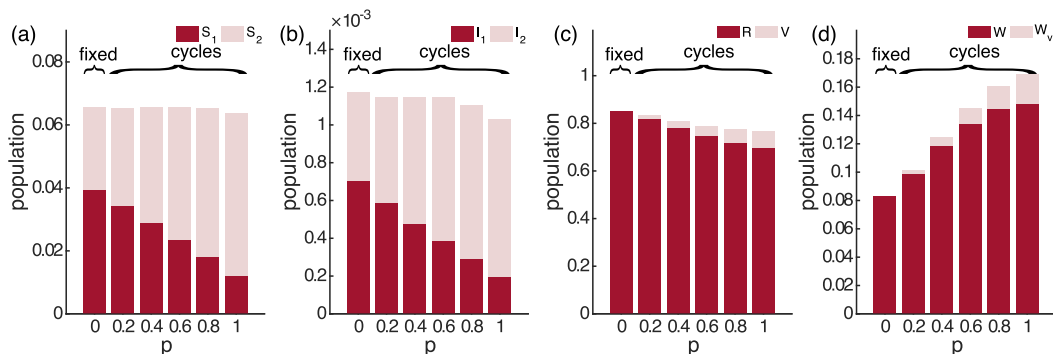 (a)
S1 S2
population
0.08
0.06
0.04
0.02
0
fixed
cycles
0 0.2 0.4 0.6 0.8 1
p
(b)
×10-3
I1 I2
population
1.4
1.2
1
0.8
0.6
0.4
0.2
0
fixed
cycles
0 0.2 0.4 0.6 0.8 1
p
(c)
R V
population
1
0.8
0.6
0.4
0.2
0
fixed
cycles
0 0.2 0.4 0.6 0.8 1
p
(d)
W Wv
population
0.18
0.16
0.14
0.12
0.1
0.08
0.06
0.04
0.02
0
fixed
cycles
0 0.2 0.4 0.6 0.8 1
p